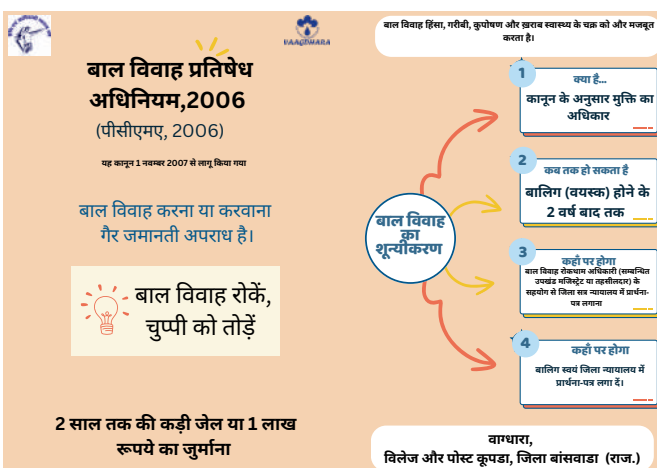 VAAGDHARA
बाल विवाह प्रतिषेध
अधिनियम,2006
(पीसीएमए, 2006)
यह कानून 1 नवम्बर 2007 से लागू किया गया
बाल विवाह करना या करवाना
गैर जमानती अपराध है।
बाल विवाह रोकें,
चुप्पी को तोड़ें
2 साल तक की कड़ी जेल या 1 लाख
रूपये का जुर्माना
बाल विवाह हिंसा, गरीबी, कुपोषण और ख़राब स्वास्थ्य के चक्र को और मजबूत
करता है।
बाल विवाह
का
शून्यीकरण
1
क्या है...
कानून के अनुसार मुक्ति का
अधिकार
2
कब तक हो सकता है
बालिग (वयस्क) होने के
2 वर्ष बाद तक
3
कहाँ पर होगा
बाल विवाह रोकथाम अधिकारी (सम्बन्धित
उपखंड मजिस्ट्रेट या तहसीलदार) के
सहयोग से जिला सत्र न्यायालय में प्रार्थना-
पत्र लगाना
4
कहाँ पर होगा
बालिग स्वयं जिला न्यायालय में
प्रार्थना-पत्र लगा दें।
वाग्धारा,
विलेज और पोस्ट कूपडा, जिला बांसवाडा (राज.)